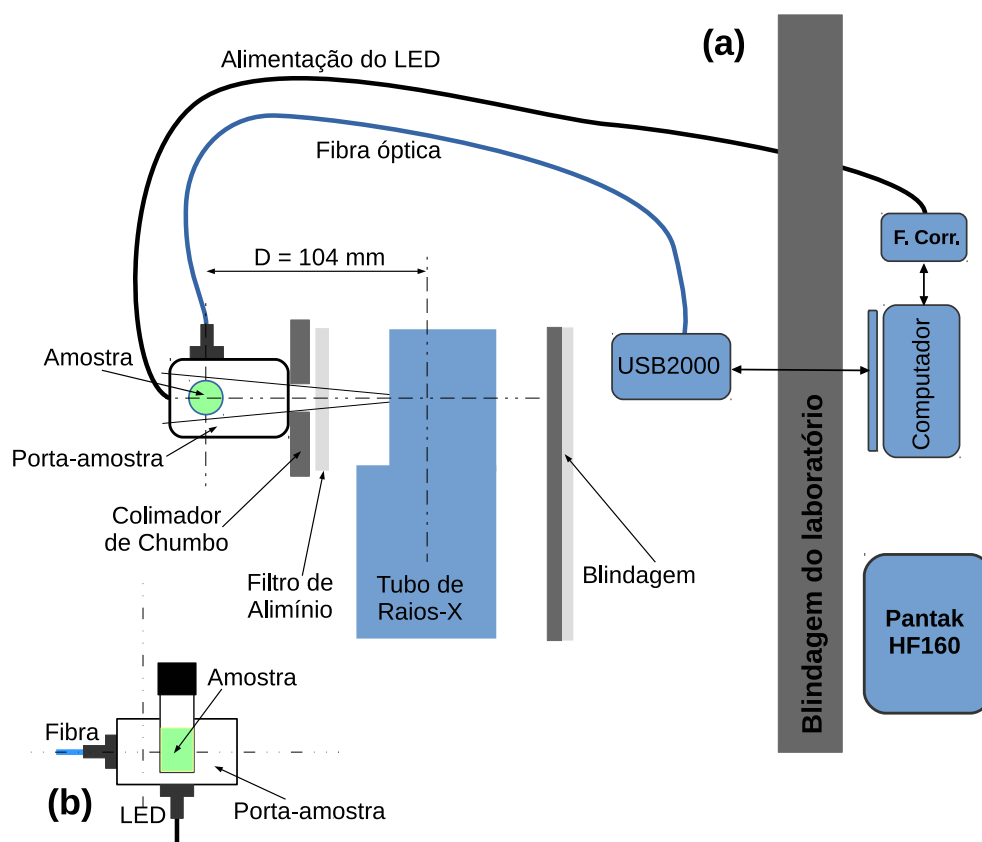 (a)
Alimentação do LED
Fibra óptica
F. Corr.
D = 104 mm
Computador
USB2000
Amostra
Porta-amostra
Colimador
de Chumbo
Filtro de
Alimínio
Tubo de
Raios-X
Blindagem
Blindagem do laboratório
Pantak
HF160
Amostra
Fibra
(b)
LED
Porta-amostra